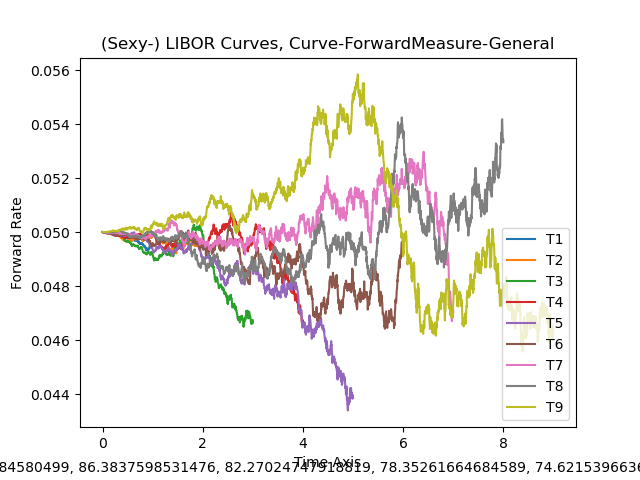 (Sexy-) LIBOR Curves, Curve-ForwardMeasure-General
0.056
0.054
0.052
0.050
0.048
0.046
0.044
Forward Rate
T1
T2
T3
T4
T5
T6
T7
T8
T9
0 2 4 6 8
Time Axis
84580499, 86.3837598531476, 82.27024747918819, 78.35261664684589, 74.6215396636